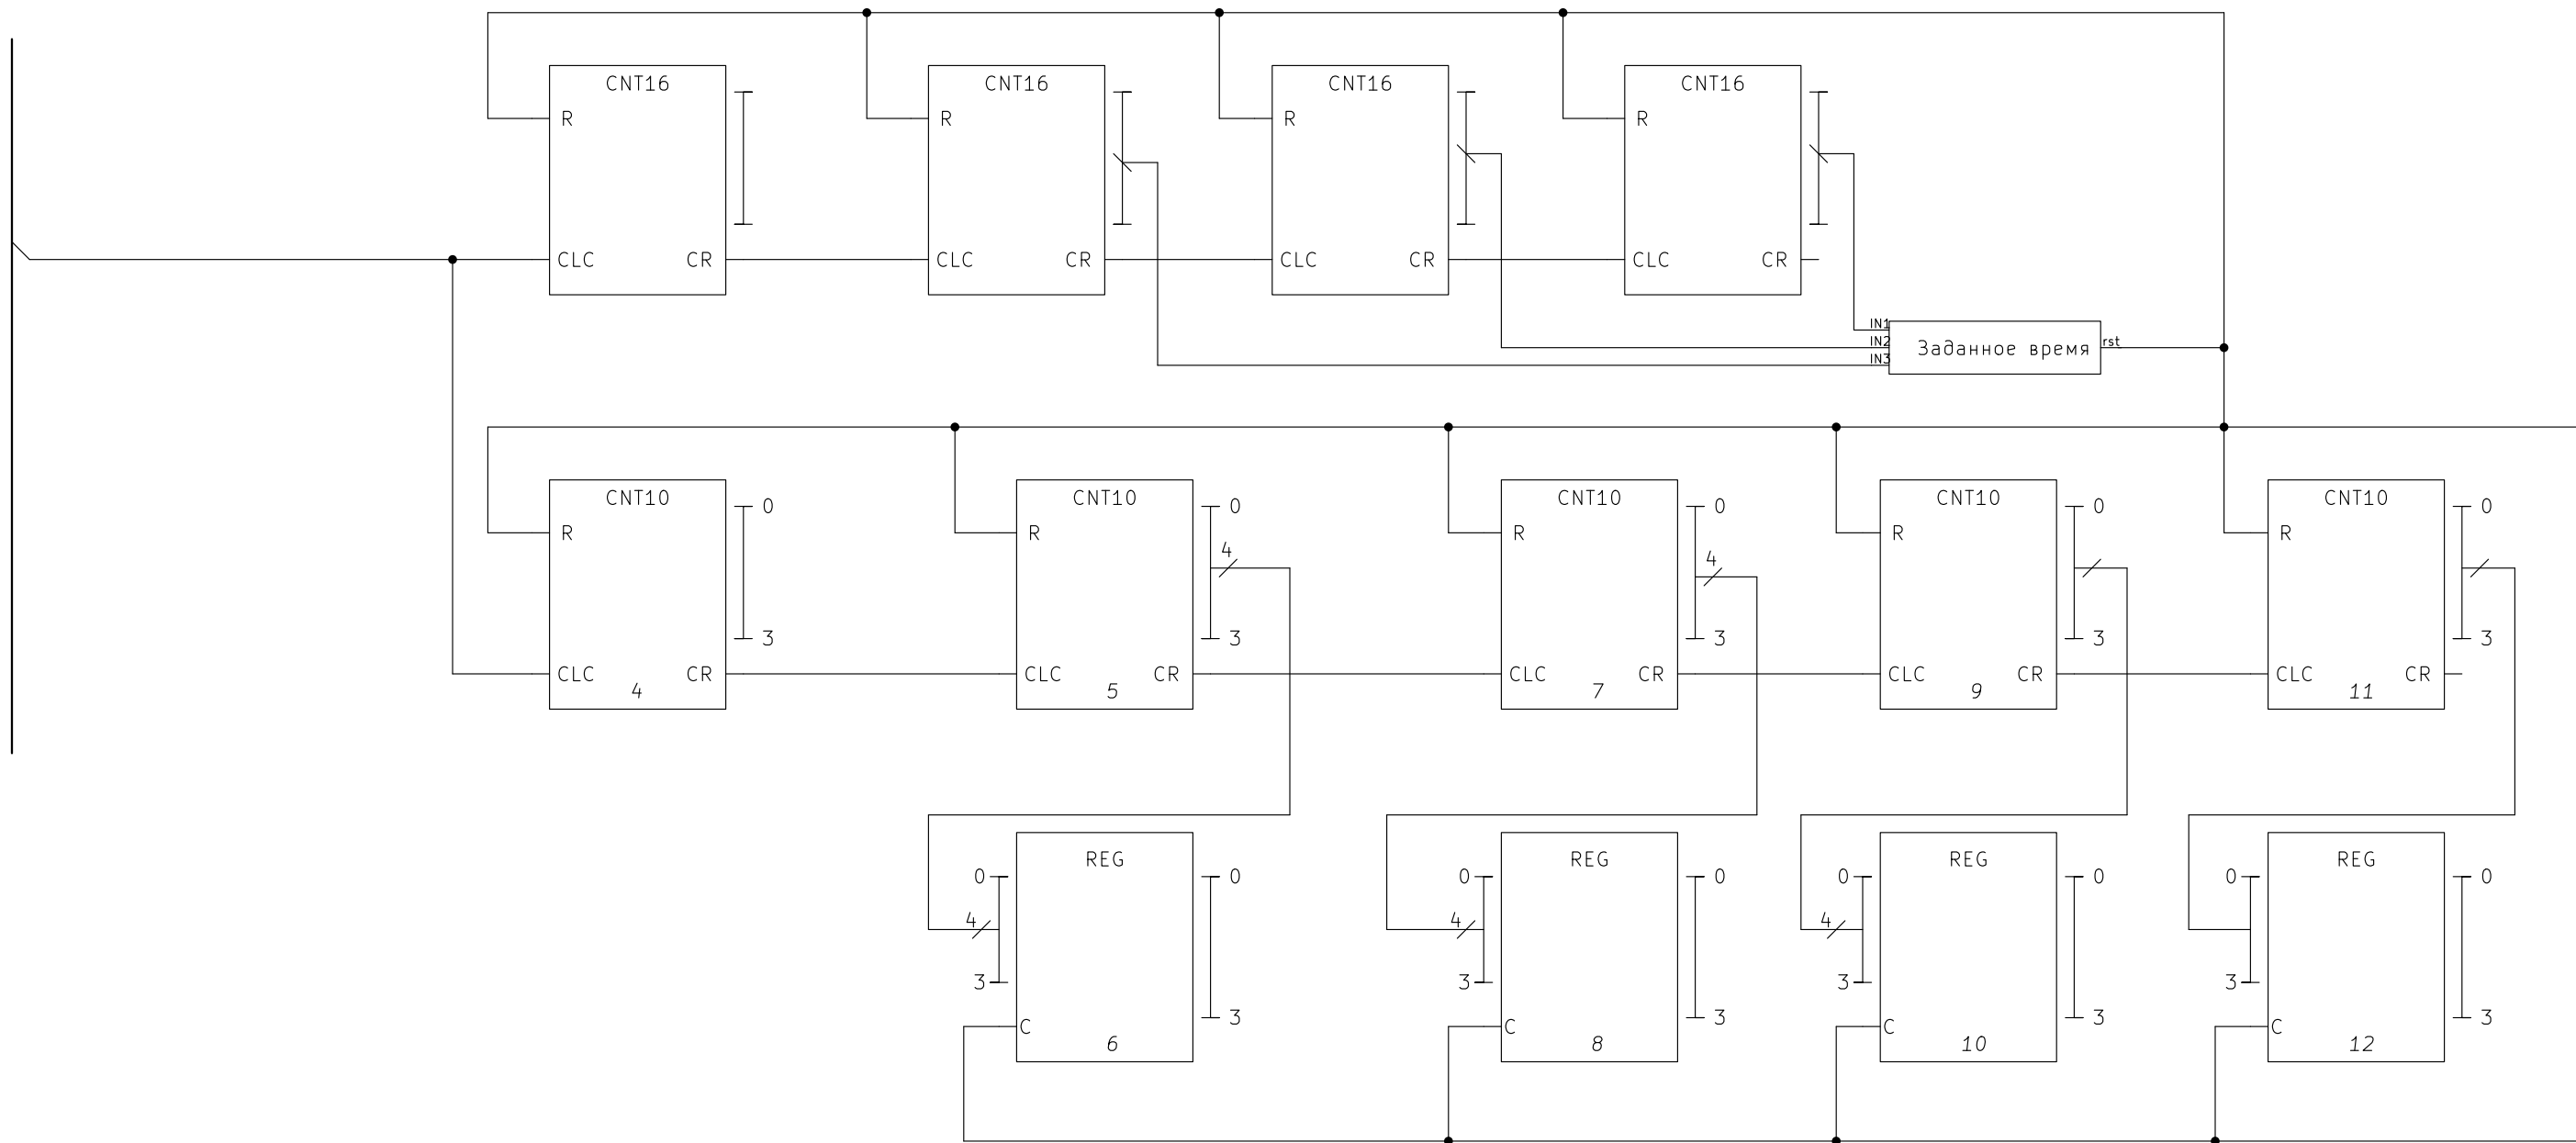 CNT16 CNT16 CNT16 CNT16
R R R R
CLC CR CLC CR CLC CR CLC CR
IN1
IN2 Заданное время rst
IN3
CNT10 CNT10 CNT10 CNT10 CNT10
0 0 0 0 0
R R R R R
4 4
3 3 3 3 3
CLC CR CLC CR CLC CR CLC CR CLC CR
4 5 7 9 11
REG REG REG REG
0 0 0 0 0 0 0 0
4 4 4
3 3 3 3
3 3 3 3
C C C C
6 8 10 12